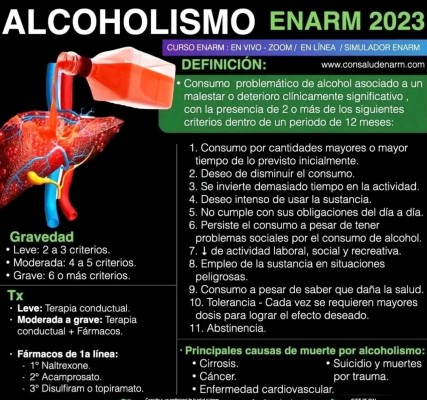 ALCOHOLISMO ENARM 2023
CURSO ENARM : EN VIVO - ZOOM / EN LÍNEA / SIMULADOR ENARM
DEFINICIÓN: www.consaludenarm.com
• Consumo problemático de alcohol asociado a un
malestar o deterioro clínicamente significativo ,
con la presencia de 2 o más de los siguientes
criterios dentro de un periodo de 12 meses:
1. Consumo por cantidades mayores o mayor
tiempo de lo previsto inicialmente.
2. Deseo de disminuir el consumo.
3. Se invierte demasiado tiempo en la actividad.
4. Deseo intenso de usar la sustancia.
5. No cumple con sus obligaciones del día a día.
6. Persiste el consumo a pesar de tener
problemas sociales por el consumo de alcohol.
7. ↓ de actividad laboral, social y recreativa.
8. Empleo de la sustancia en situaciones
peligrosas.
9. Consumo a pesar de saber que daña la salud.
10. Tolerancia - Cada vez se requieren mayores
dosis para lograr el efecto deseado.
11. Abstinencia.
Gravedad
• Leve: 2 a 3 criterios.
• Moderada: 4 a 5 criterios.
• Grave: 6 o más criterios.
Tx
• Leve: Terapia conductual.
• Moderada a grave: Terapia
conductual + Fármacos.
• Fármacos de 1a línea:
- 1º Naltrexone.
- 2º Acamprosato.
- 3º Disulfiram o topiramato.
• Principales causas de muerte por alcoholismo:
• Cirrosis.
• Cáncer.
• Enfermedad cardiovascular.
• Suicidio y muertes
por trauma.